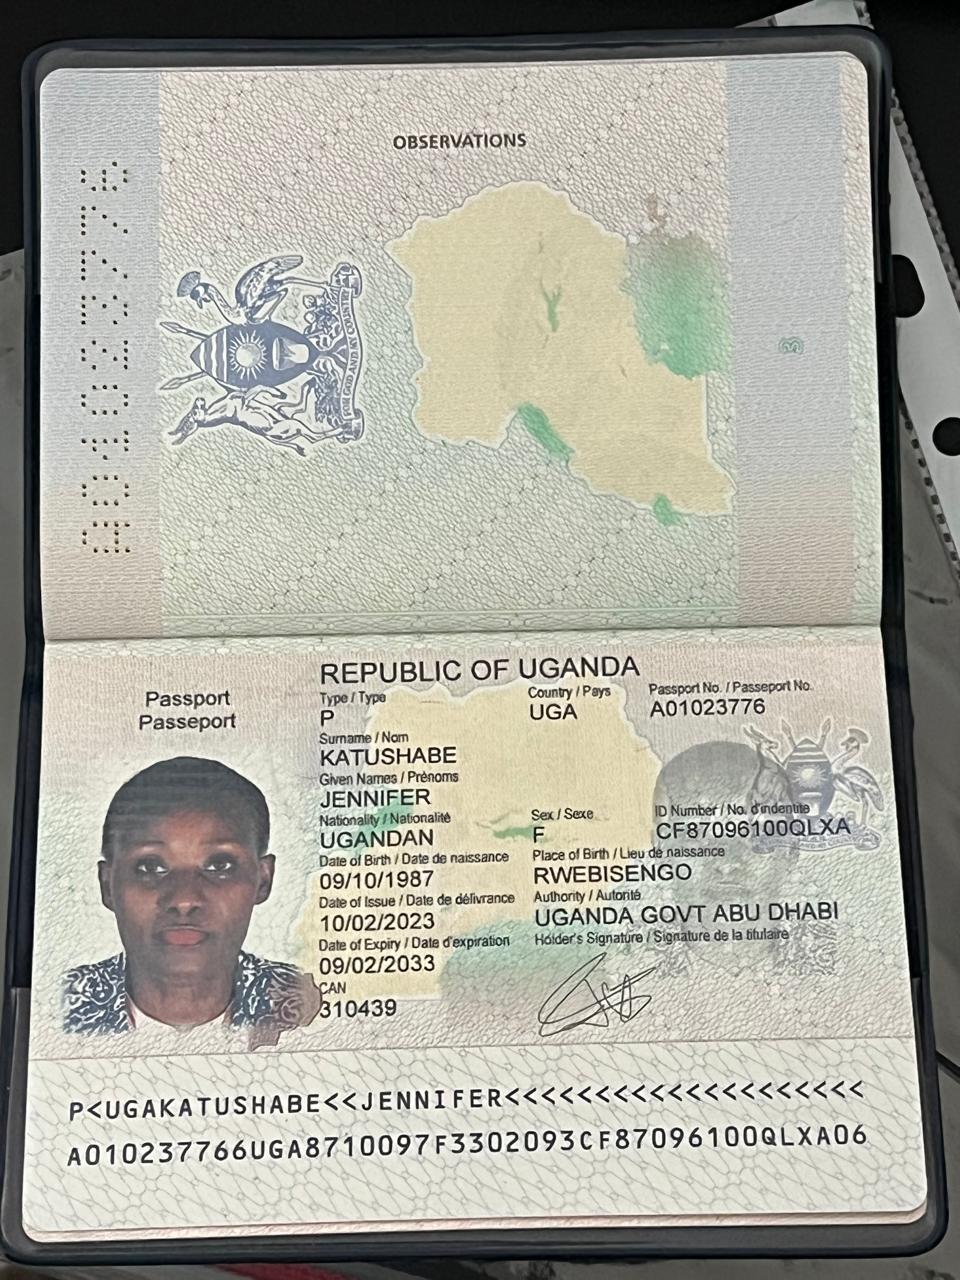 OBSERVATIONS
A01023776
FOR GOD AND MY COUNTRY
3
REPUBLIC OF UGANDA
Passport
Passeport
Type / Type
Country / Pays
Passport No. / Passeport No.
P
UGA
A01023776
Surname / Nom
KATUSHABE
Given Names / Prénoms
JENNIFER
Nationality / Nationalité
Sex / Sexe
ID Number / No. d'indentité
UGANDAN
F
CF87096100QLXA
Date of Birth / Date de naissance
Place of Birth / Lieu de naissance
09/10/1987
RWEBISENGO
Date of Issue / Date de délivrance
Authority / Autorité
10/02/2023
UGANDA GOVT ABU DHABI
Date of Expiry / Date d'expiration
Holder's Signature / Signature de la titulaire
09/02/2033
CAN
310439
P<UGAKATUSHABE<<JENNIFER<<<<<<<<<<<<<<<<<<<<
A010237766UGA8710097F3302093CF87096100QLXA06